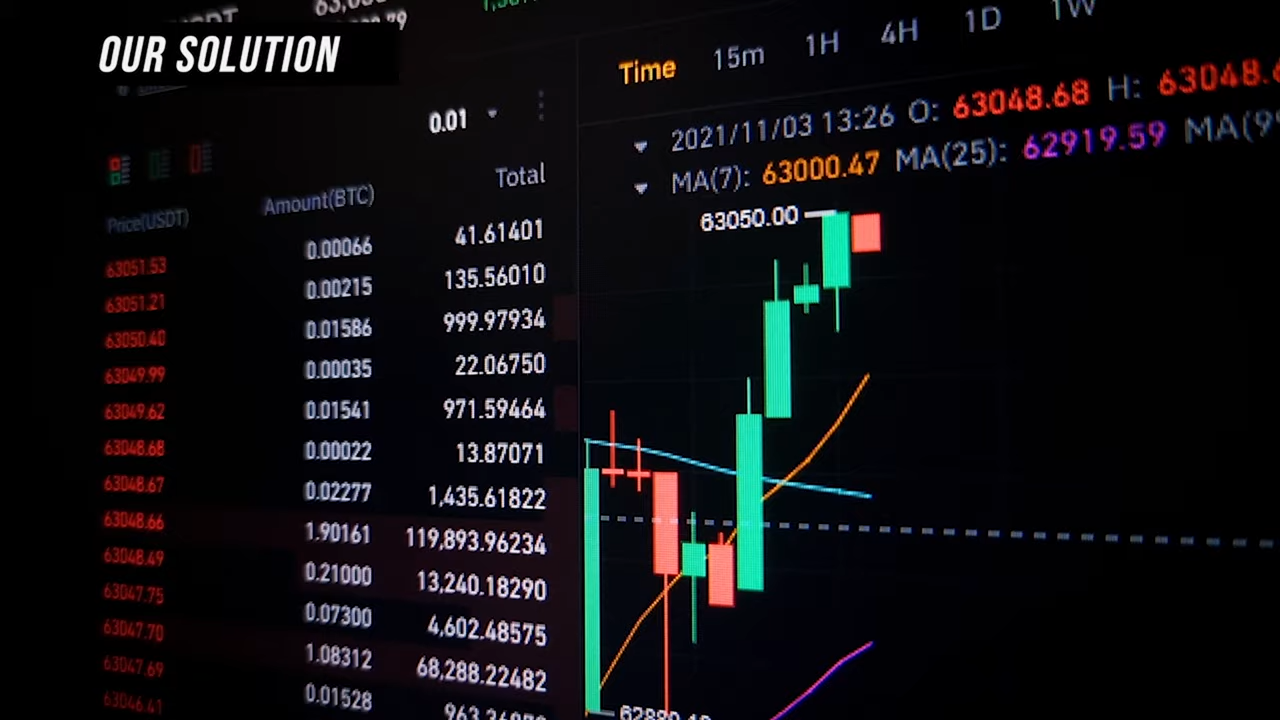 OUR SOLUTION
0.01
Price(USDT) Amount(BTC) Total
63051.53 0.00066 41.61401
63051.21 0.00215 135.56010
63050.40 0.01586 999.97934
63049.99 0.00035 22.06750
63049.62 0.01541 971.59464
63048.68 0.00022 13.87071
63048.67 0.02277 1,435.61822
63048.66 1.90161 119,893.96234
63048.49 0.21000 13,240.18290
63047.75 0.07300 4,602.48575
63047.70 1.08312 68,288.22482
63047.69 0.01528
63046.41
Time 15m 1H 4H 1D 1W
2021/11/03 13:26 O: 63048.68 H: 63048.6
MA(7): 63000.47 MA(25): 62919.59 MA(99
63050.00